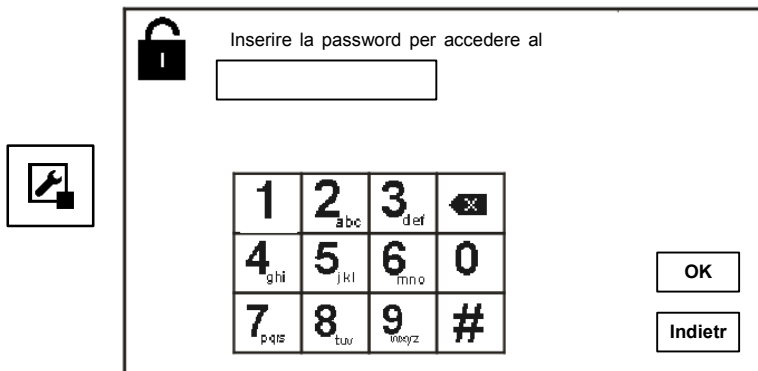 Inserire la password per accedere al
1 2 abc 3 def X
4 ghi 5 jkl 6 mno 0
7 pqrs 8 tuv 9 wxyz #
OK
Indietr